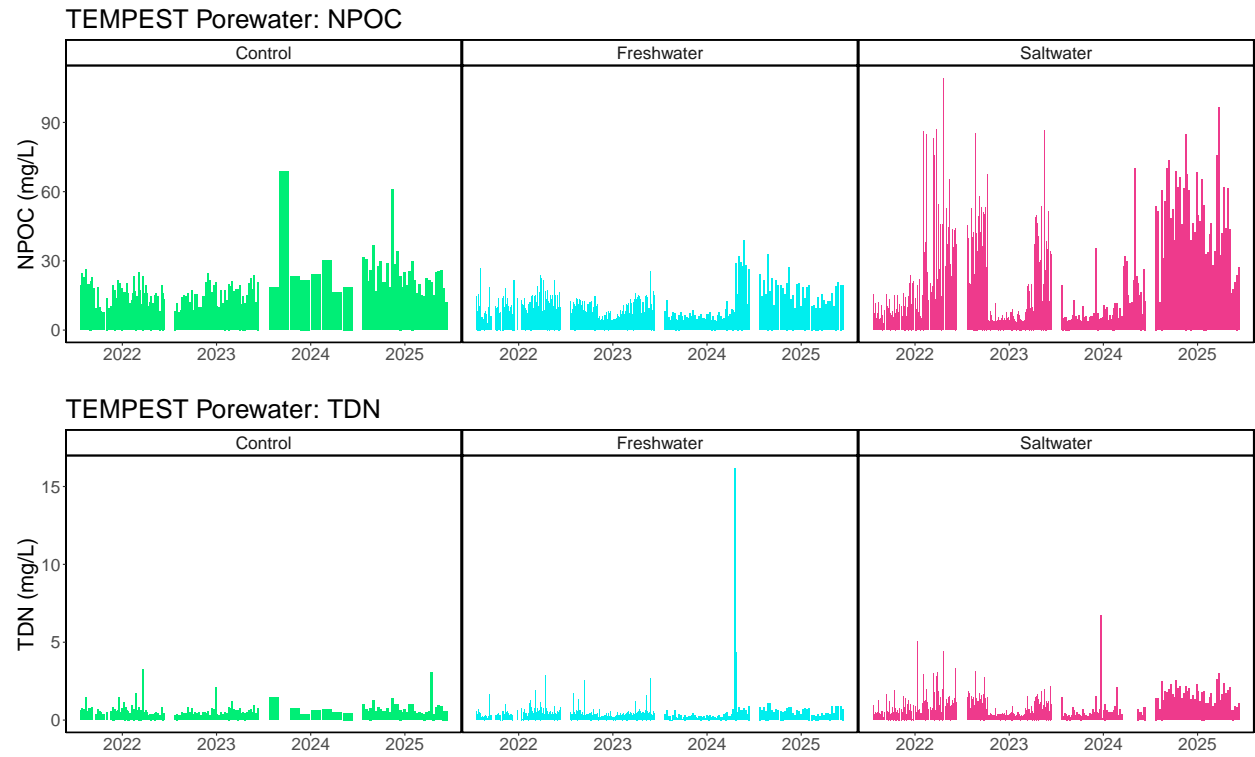 TEMPEST Porewater: NPOC
Control Freshwater Saltwater
NPOC (mg/L)
90
60
30
0
2022 2023 2024 2025 2022 2023 2024 2025 2022 2023 2024 2025
TEMPEST Porewater: TDN
Control Freshwater Saltwater
TDN (mg/L)
15
10
5
0
2022 2023 2024 2025 2022 2023 2024 2025 2022 2023 2024 2025